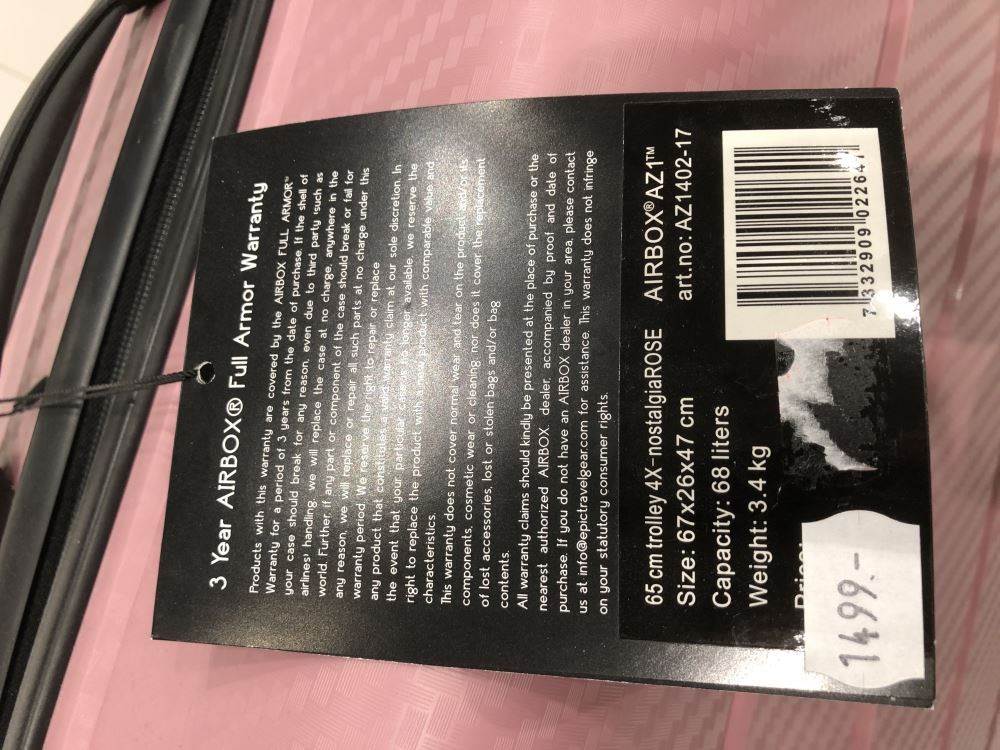 3 Year AIRBOX® Full Armor Warranty
Products with this warranty are covered by the AIRBOX FULL ARMOR™
Warranty for a period of 3 years from the date of purchase. If the shell of
your case should break for any reason, even due to third party (such as
airlines' handling, we will replace the case at no charge, anywhere in the
world. Further, if any part or component of the case should break or fail for
any reason, we will replace or repair all such parts at no charge under this
warranty period. We reserve the right to repair or replace
any product that constitutes a valid warranty claim at our sole discretion. In
the event that your particular case is no longer available, we reserve the
right to replace the product with a similar product with comparable value and
characteristics.
This warranty does not cover normal wear and tear on the product and/or its
components, cosmetic wear or cleaning, nor does it cover the replacement
of lost accessories, lost or stolen bags and/or bag
contents.
All warranty claims should kindly be presented at the place of purchase or the
nearest authorized AIRBOX dealer, accompanied by proof and date of
purchase. If you do not have an AIRBOX dealer in your area, please contact
us at info@epictravelgear.com for assistance. This warranty does not infringe
on your statutory consumer rights.
65 cm trolley 4X-nostalgiaROSE AIRBOX® AZ1™
Size: 67x26x47 cm art.no: AZ1402-17
Capacity: 68 liters
Weight: 3.4 kg
Price:
1499.-
7 332909 022647